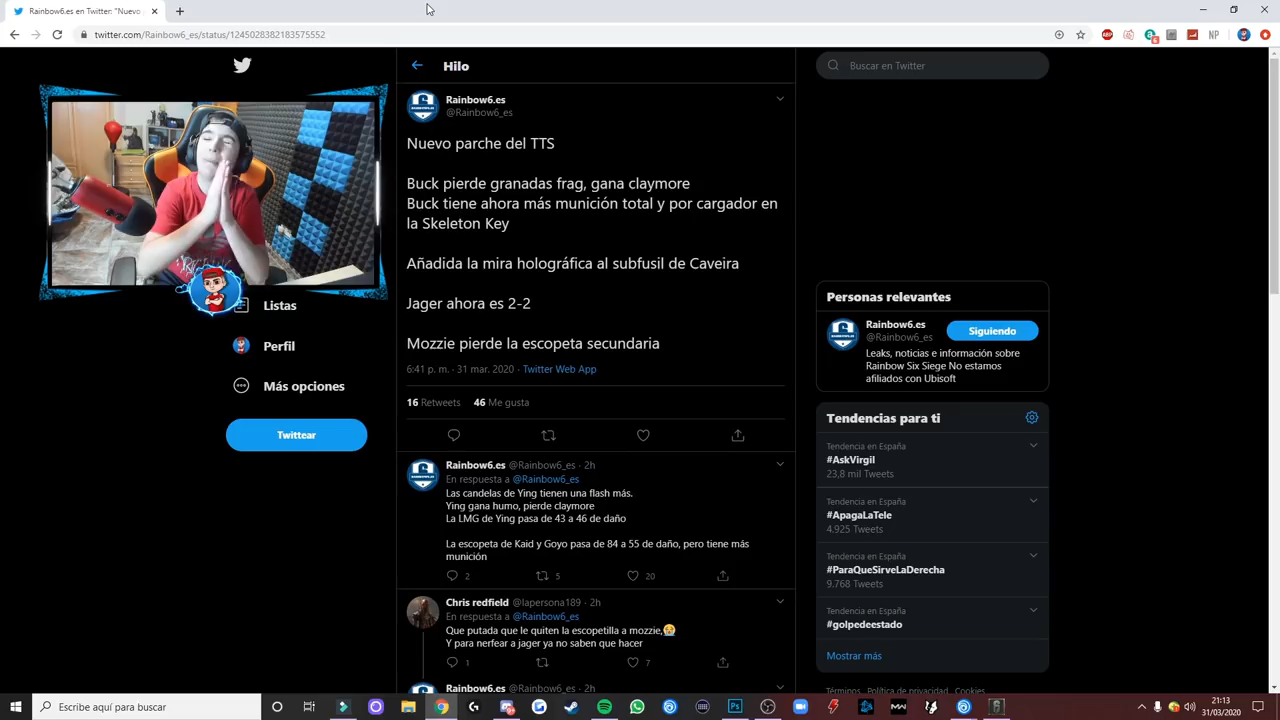 Rainbow6.es en Twitter: "Nuevo
twitter.com/Rainbow6_es/status/1245028382183575552
ABP
6
NP
Hilo
Buscar en Twitter
Rainbow6.es
@Rainbow6_es
Nuevo parche del TTS
Buck pierde granadas frag, gana claymore
Buck tiene ahora más munición total y por cargador en
la Skeleton Key
Añadida la mira holográfica al subfusil de Caveira
Jager ahora es 2-2
Mozzie pierde la escopeta secundaria
6:41 p. m. · 31 mar. 2020 · Twitter Web App
16 Retweets 46 Me gusta
Listas
Perfil
Más opciones
Twittear
Rainbow6.es @Rainbow6_es · 2h
En respuesta a @Rainbow6_es
Las candelas de Ying tienen una flash más.
Ying gana humo, pierde claymore
La LMG de Ying pasa de 43 a 46 de daño
La escopeta de Kaid y Goyo pasa de 84 a 55 de daño, pero tiene más
munición
2 5 20
Chris redfield @lapersona189 · 2h
En respuesta a @Rainbow6_es
Que putada que le quiten la escopetilla a mozzie,
Y para nerfear a jager ya no saben que hacer
1 7
Rainbow6.es @Rainbow6_es · 2h
Personas relevantes
Rainbow6.es
@Rainbow6_es
Siguiendo
Leaks, noticias e información sobre
Rainbow Six Siege No estamos
afiliados con Ubisoft
Tendencias para ti
Tendencia en España
#AskVirgil
23,8 mil Tweets
Tendencia en España
#ApagaLaTele
4.925 Tweets
Tendencia en España
#ParaQueSirveLaDerecha
9.768 Tweets
Tendencia en España
#golpedeestado
Mostrar más
Términos Política de privacidad Cookies
Escribe aquí para buscar
Ps
21:13
31/03/2020